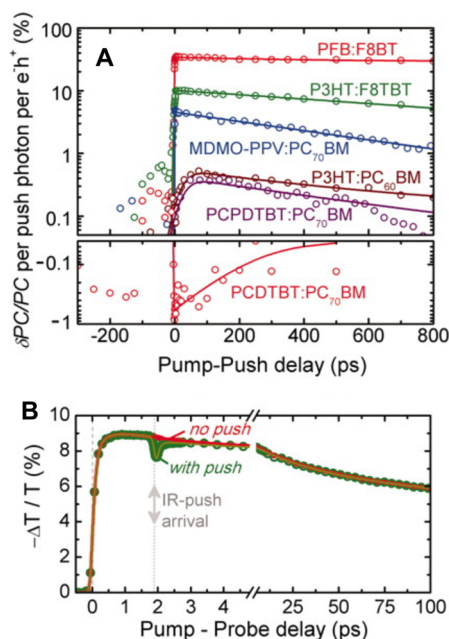 A
δPC/PC per push photon per e⁻h⁺ (%)
100
10
1
0.1
-0.1
-1
PFB:F8BT
P3HT:F8TBT
MDMO-PPV:PC₇₀BM
P3HT:PC₆₀BM
PCPDTBT:PC₇₀BM
PCDTBT:PC₇₀BM
-200 0 200 400 600 800
Pump-Push delay (ps)
B
-ΔT / T (%)
10
8
6
4
2
0
no push
with push
IR-push
arrival
0 1 2 3 4 25 50 75 100
Pump - Probe delay (ps)